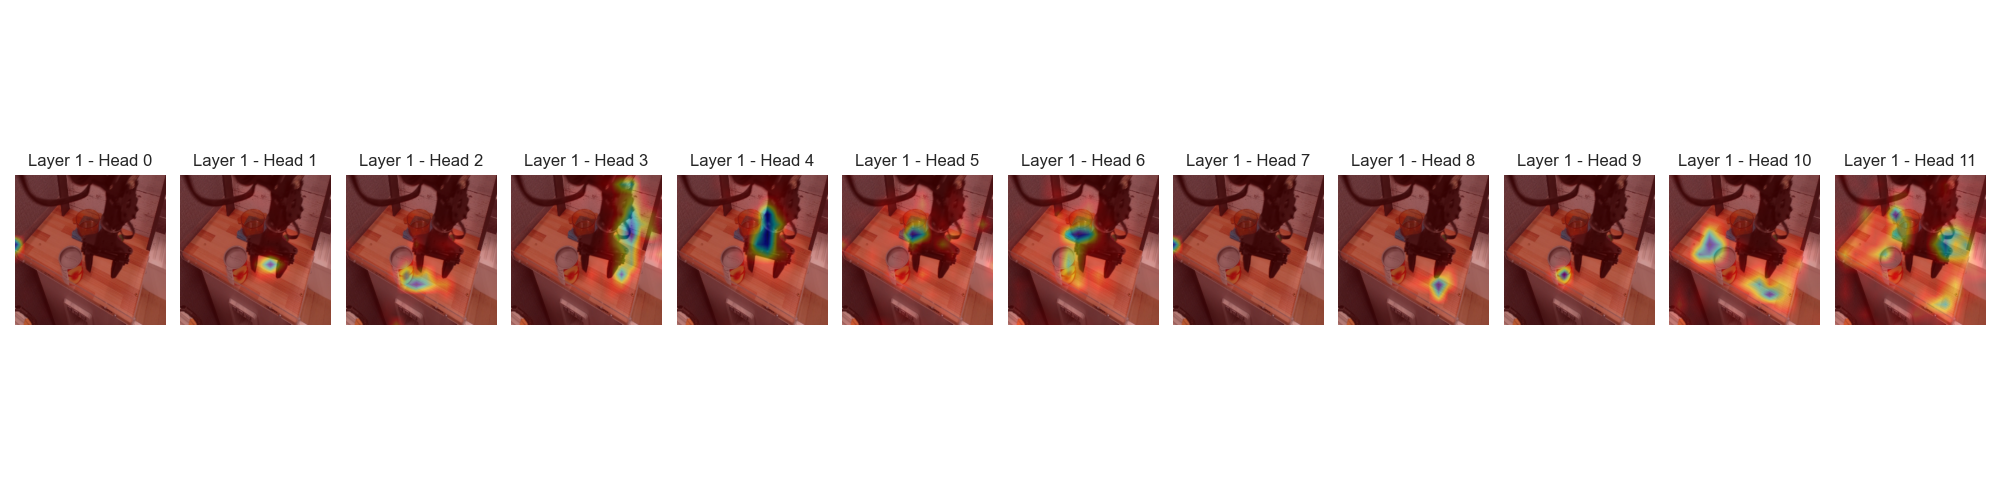 Layer 1 - Head 0
Layer 1 - Head 1
Layer 1 - Head 2
Layer 1 - Head 3
Layer 1 - Head 4
Layer 1 - Head 5
Layer 1 - Head 6
Layer 1 - Head 7
Layer 1 - Head 8
Layer 1 - Head 9
Layer 1 - Head 10
Layer 1 - Head 11